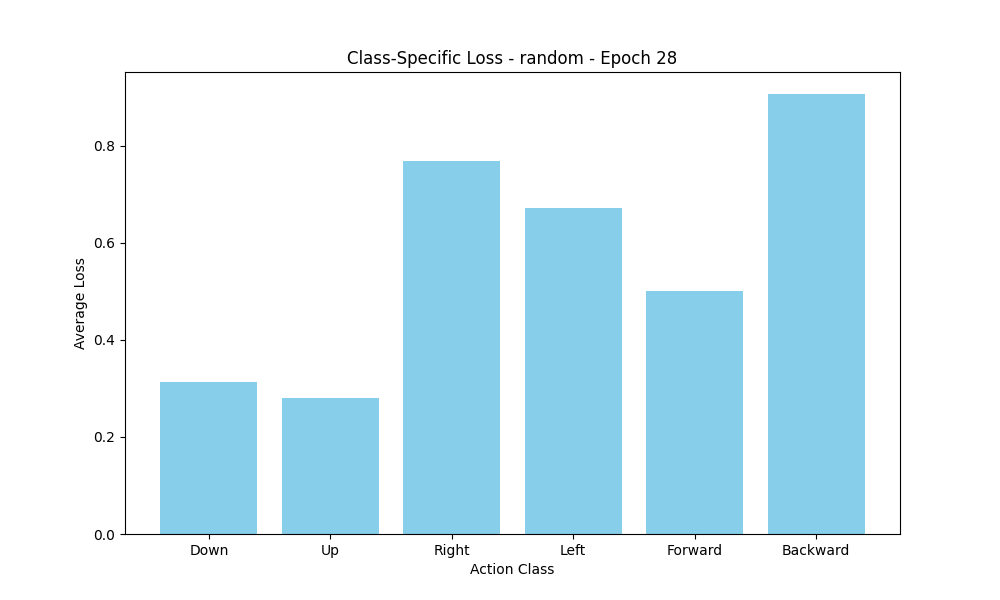 Class-Specific Loss - random - Epoch 28
Average Loss
0.8
0.6
0.4
0.2
0.0
Down Up Right Left Forward Backward
Action Class